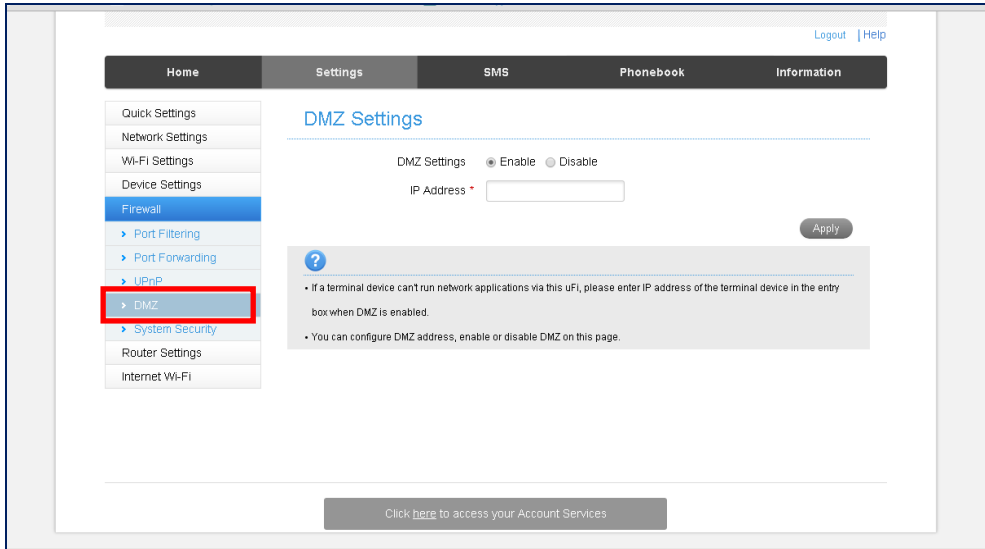 Logout | Help
Home Settings SMS Phonebook Information
Quick Settings
Network Settings
Wi-Fi Settings
Device Settings
Firewall
› Port Filtering
› Port Forwarding
› UPnP
› DMZ
› System Security
Router Settings
Internet Wi-Fi
DMZ Settings
DMZ Settings Enable Disable
IP Address *
Apply
?
• If a terminal device can't run network applications via this uFi, please enter IP address of the terminal device in the entry
box when DMZ is enabled.
• You can configure DMZ address, enable or disable DMZ on this page.
Click here to access your Account Services